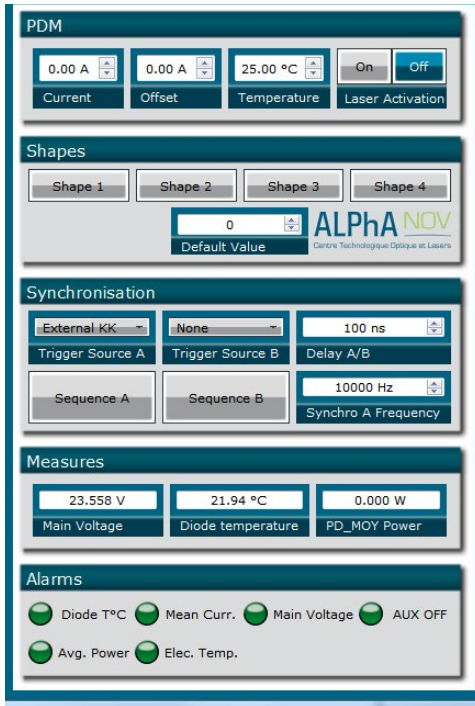 PDM
0.00 A 0.00 A 25.00 °C On Off
Current Offset Temperature Laser Activation
Shapes
Shape 1 Shape 2 Shape 3 Shape 4
0
Default Value
ALPhA NOV
Centre Technologique Optique et Lasers
Synchronisation
External KK None 100 ns
Trigger Source A Trigger Source B Delay A/B
Sequence A Sequence B 10000 Hz
Synchro A Frequency
Measures
23.558 V 21.94 °C 0.000 W
Main Voltage Diode temperature PD_MOY Power
Alarms
Diode T°C Mean Curr. Main Voltage AUX OFF
Avg. Power Elec. Temp.